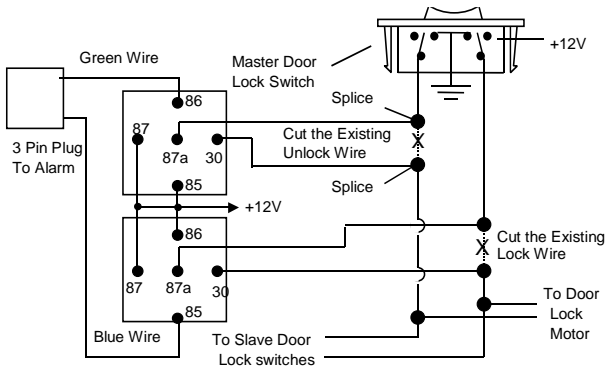 +12V
Green Wire
Master Door
Lock Switch
86
Splice
87
87a
30
Cut the Existing
Unlock Wire
X
3 Pin Plug
To Alarm
85
Splice
+12V
86
Cut the Existing
Lock Wire
X
87
87a
30
85
To Door
Lock
Motor
Blue Wire
To Slave Door
Lock switches